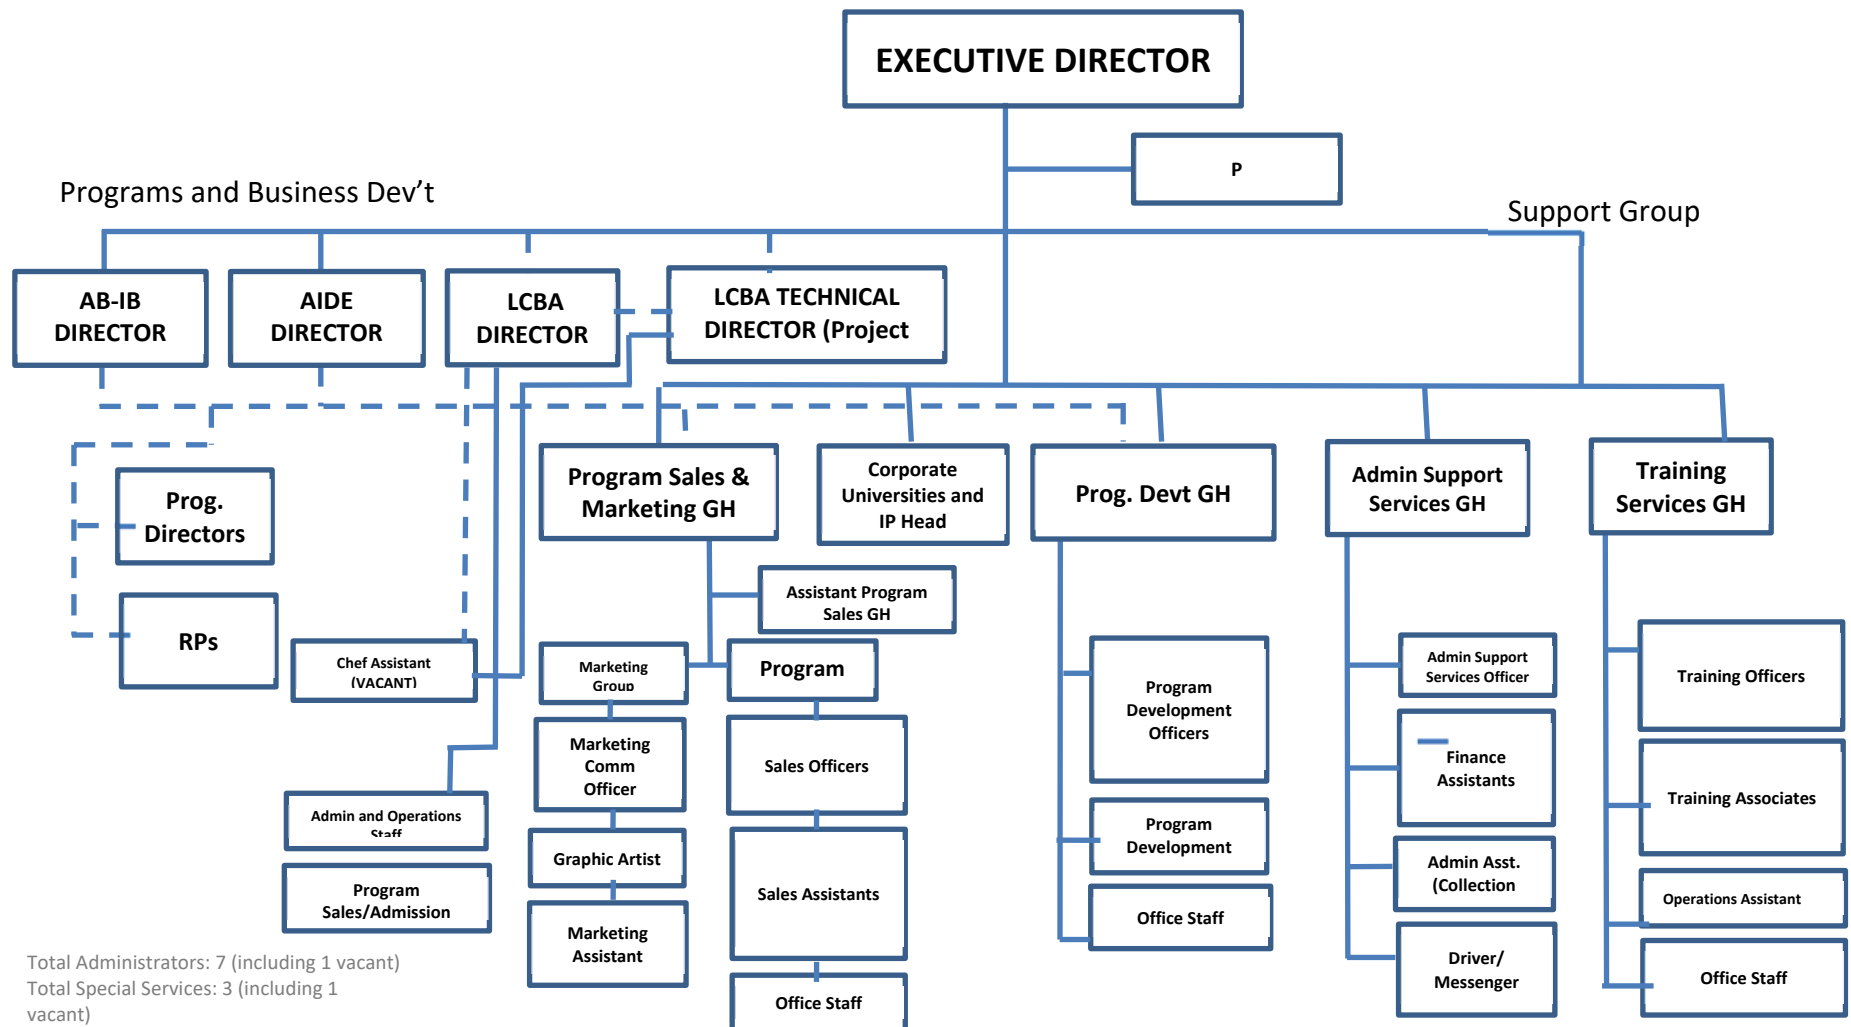 EXECUTIVE DIRECTOR
P
Programs and Business Dev’t
Support Group
AB-IB
DIRECTOR
AIDE
DIRECTOR
LCBA
DIRECTOR
LCBA TECHNICAL
DIRECTOR (Project
Prog.
Directors
RPs
Program Sales &
Marketing GH
Corporate
Universities and
IP Head
Prog. Devt GH
Admin Support
Services GH
Training
Services GH
Assistant Program
Sales GH
Chef Assistant
(VACANT)
Marketing
Group
Program
Marketing
Comm
Officer
Sales Officers
Graphic Artist
Sales Assistants
Marketing
Assistant
Office Staff
Admin and Operations
Staff
Program
Sales/Admission
Program
Development
Officers
Program
Development
Office Staff
Admin Support
Services Officer
Finance
Assistants
Admin Asst.
(Collection
Driver/
Messenger
Training Officers
Training Associates
Operations Assistant
Office Staff
Total Administrators: 7 (including 1 vacant)
Total Special Services: 3 (including 1
vacant)